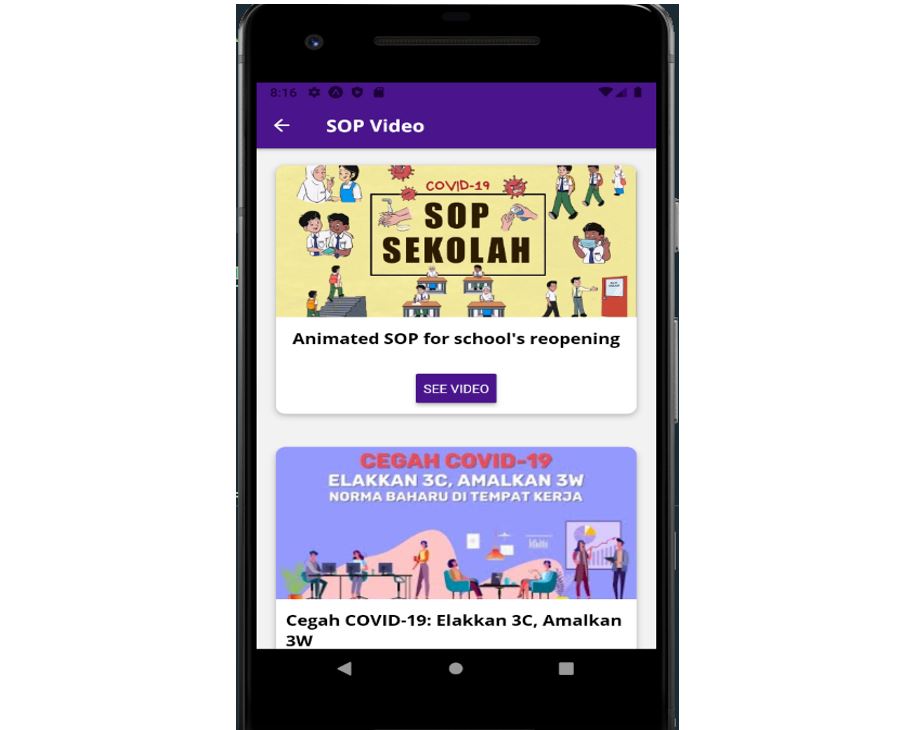 8:16
SOP Video
COVID-19
SOP
SEKOLAH
Animated SOP for school's reopening
SEE VIDEO
CEGAH COVID-19
ELAKKAN 3C, AMALKAN 3W
NORMA BAHARU DI TEMPAT KERJA
Cegah COVID-19: Elakkan 3C, Amalkan
3W